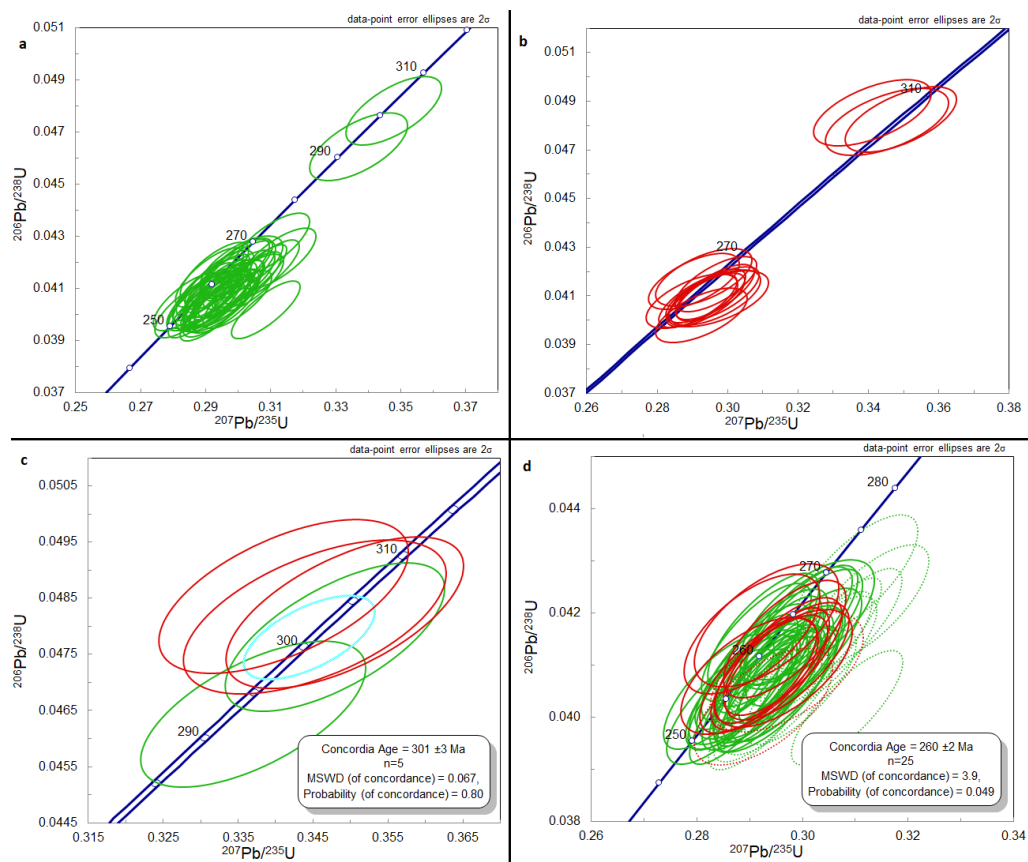 data-point error ellipses are 2σ
a
0.051
0.049
0.047
0.045
0.043
0.041
0.039
0.037
206Pb/238U
310
290
270
250
0.25
0.27
0.29
0.31
0.33
0.35
0.37
207Pb/235U
data-point error ellipses are 2σ
b
0.051
0.049
0.047
0.045
0.043
0.041
0.039
0.037
206Pb/238U
310
270
0.26
0.28
0.30
0.32
0.34
0.36
0.38
207Pb/235U
data-point error ellipses are 2σ
c
0.0505
0.0495
0.0485
0.0475
0.0465
0.0455
0.0445
206Pb/238U
310
300
290
Concordia Age = 301 ±3 Ma
n=5
MSWD (of concordance) = 0.067,
Probability (of concordance) = 0.80
0.315
0.325
0.335
0.345
0.355
0.365
207Pb/235U
data-point error ellipses are 2σ
d
0.044
0.042
0.040
0.038
206Pb/238U
280
270
260
250
Concordia Age = 260 ±2 Ma
n=25
MSWD (of concordance) = 3.9,
Probability (of concordance) = 0.049
0.26
0.28
0.30
0.32
0.34
207Pb/235U